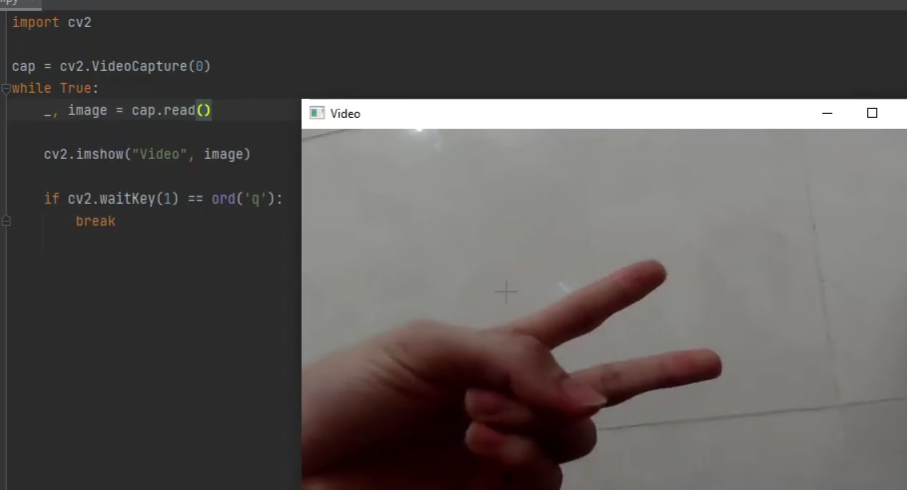 import cv2
cap = cv2.VideoCapture(0)
while True:
_, image = cap.read()
cv2.imshow("Video", image)
if cv2.waitKey(1) == ord('q'):
break
Video